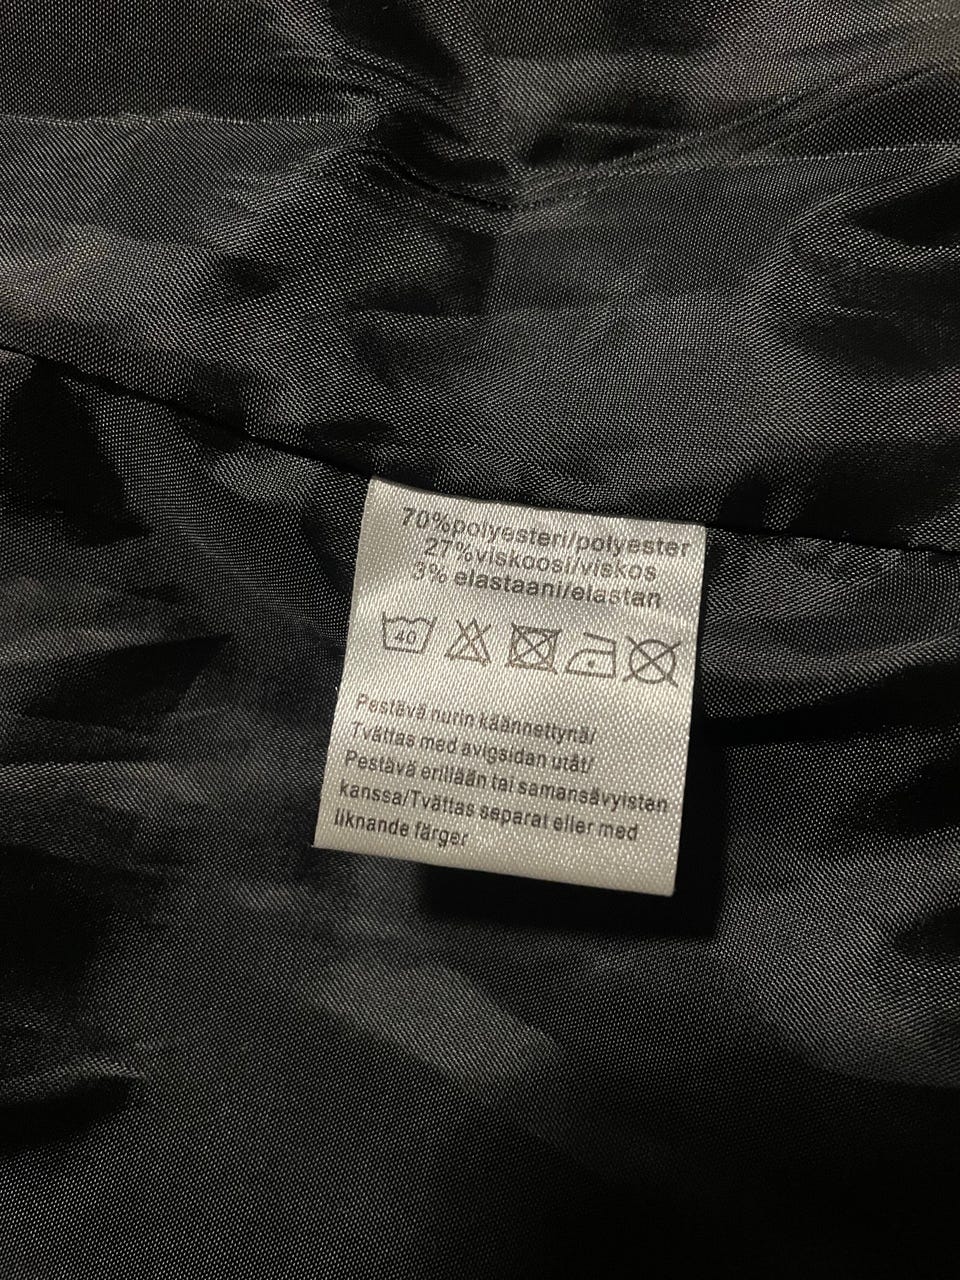 70%polyesteri/polyester
27%viskoosi/viskos
3% elastaani/elastan
40
Pestävä nurin käännettynä/
Tvättas med avigsidan utåt/
Pestävä erillään tai samansävyisten
kanssa/Tvättas separat eller med
liknande färger